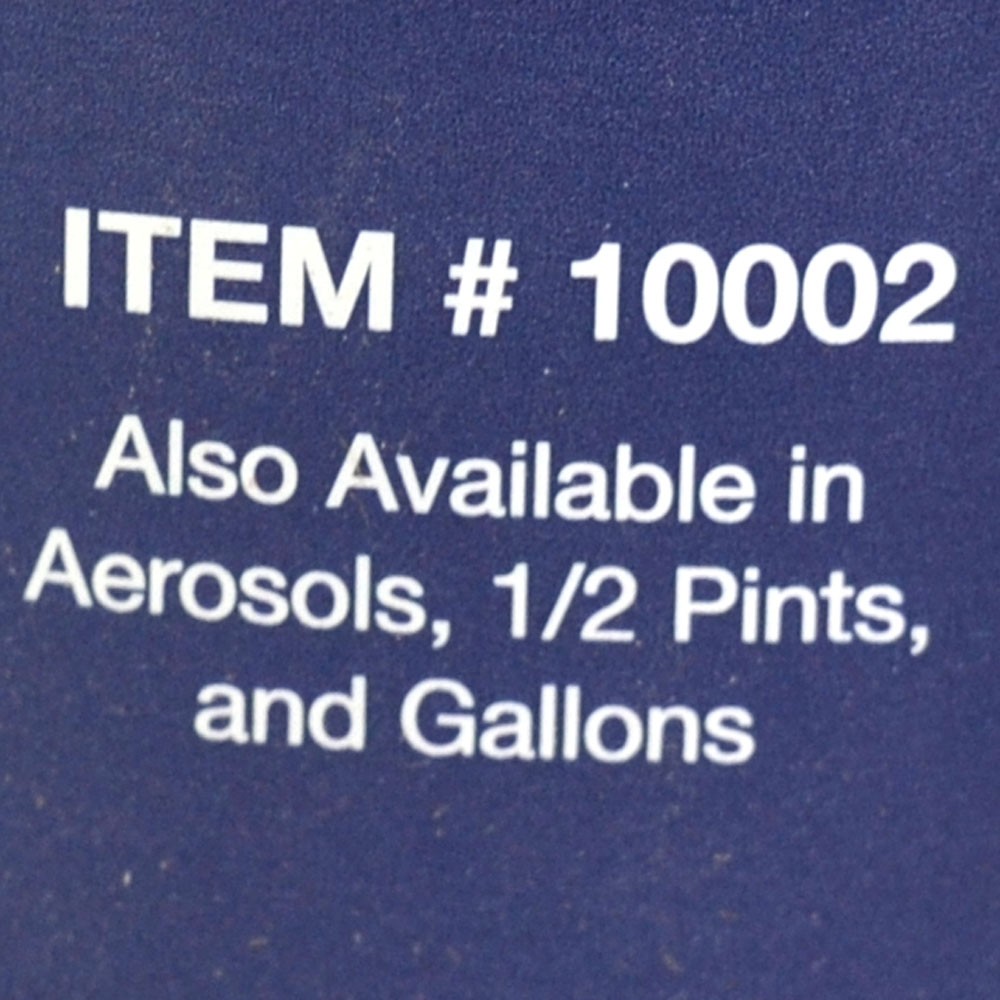 ITEM # 10002
Also Available in
Aerosols, 1/2 Pints,
and Gallons